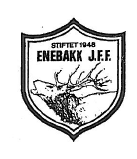 STIFTET 1948
ENEBAKK J.F.F.